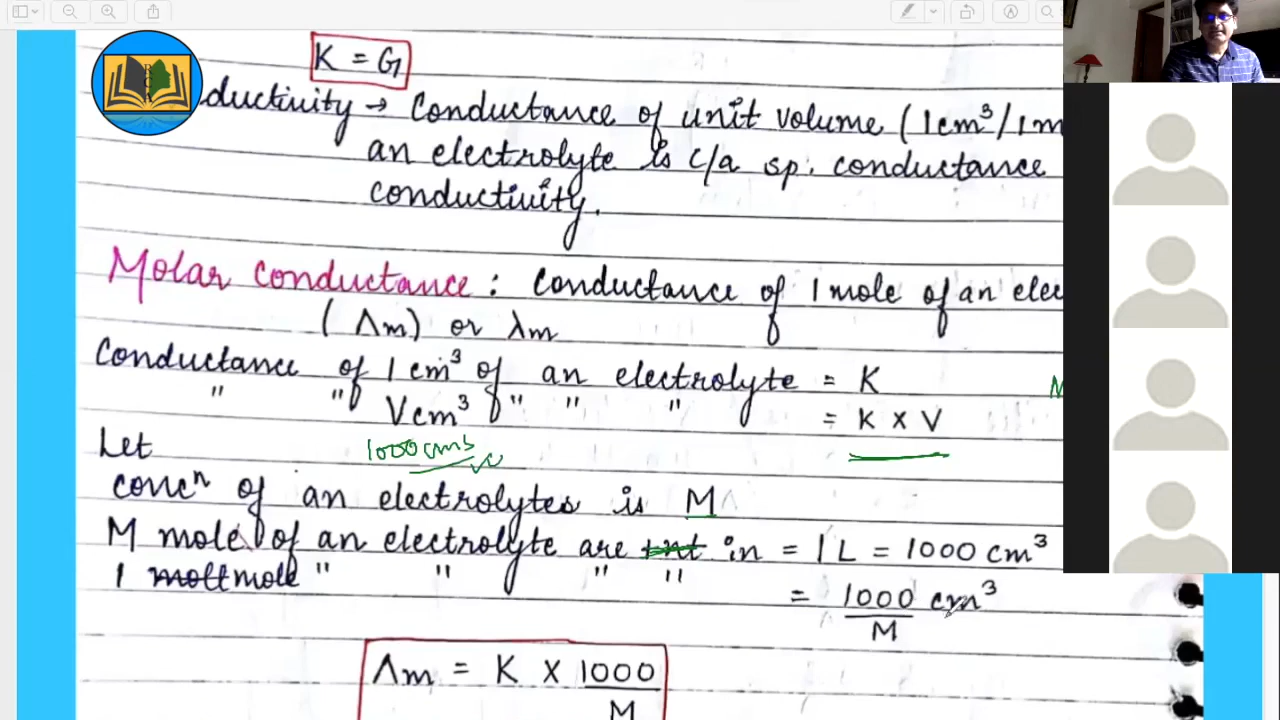 K = G
ductivity → Conductance of unit volume (1cm³/1m
an electrolyte is c/a sp. conductance
conductivity.
Molar conductance : Conductance of 1 mole of an elec
(Λm) or λm
Conductance of 1 cm³ of an electrolyte = K
" " V cm³ " " " = K × V
Let 1000 cm³
concⁿ of an electrolytes is M
M mole of an electrolyte are in = 1 L = 1000 cm³
1 mole " " " " = 1000/M cm³
Λm = K × 1000/M